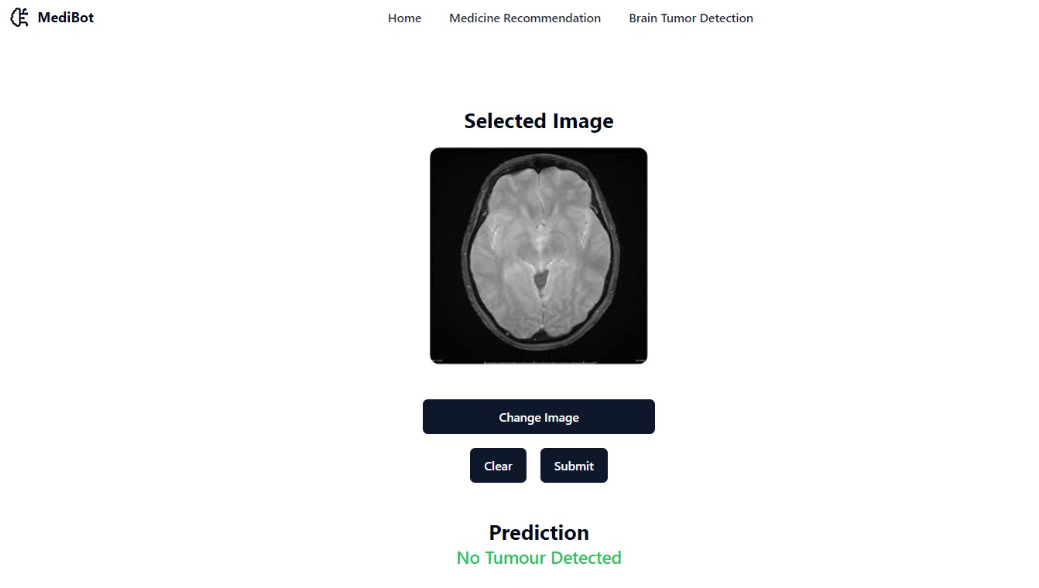 MediBot
Home Medicine Recommendation Brain Tumor Detection
Selected Image
Change Image
Clear Submit
Prediction
No Tumour Detected